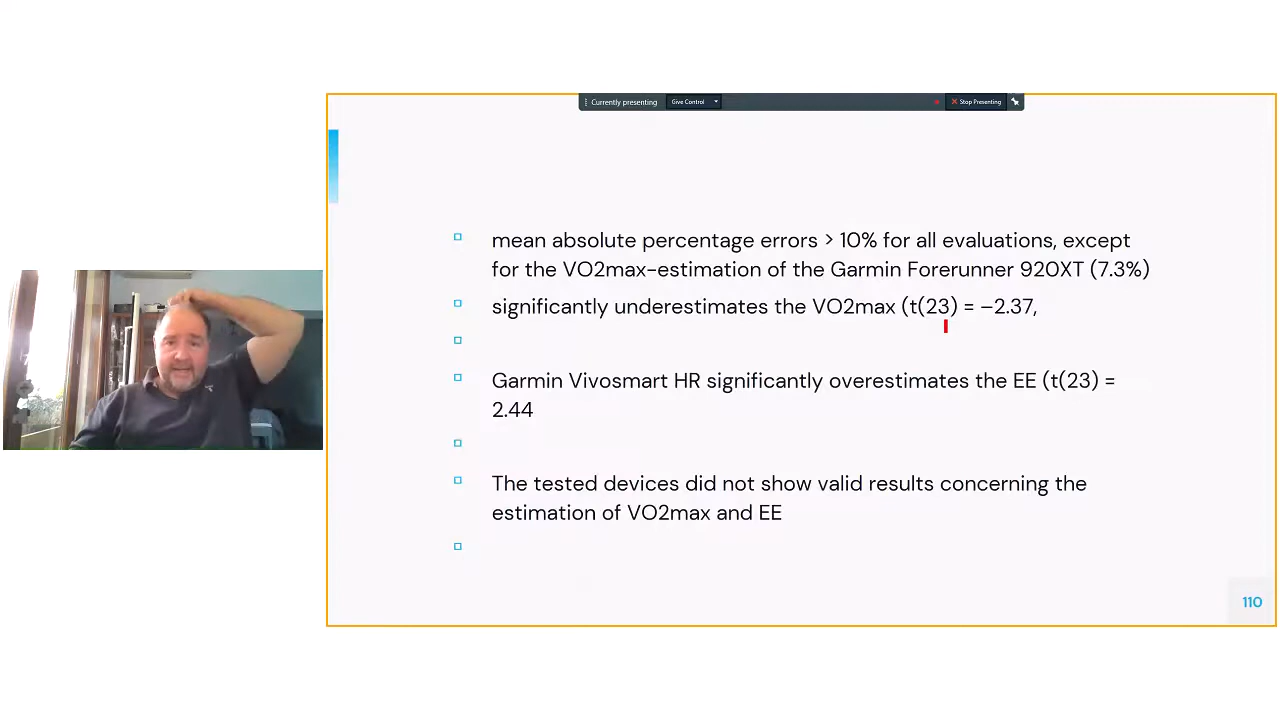 Currently presenting
Give Control
Stop Presenting
mean absolute percentage errors > 10% for all evaluations, except
for the VO2max-estimation of the Garmin Forerunner 920XT (7.3%)
significantly underestimates the VO2max (t(23) = −2.37,
Garmin Vivosmart HR significantly overestimates the EE (t(23) =
2.44
The tested devices did not show valid results concerning the
estimation of VO2max and EE
110